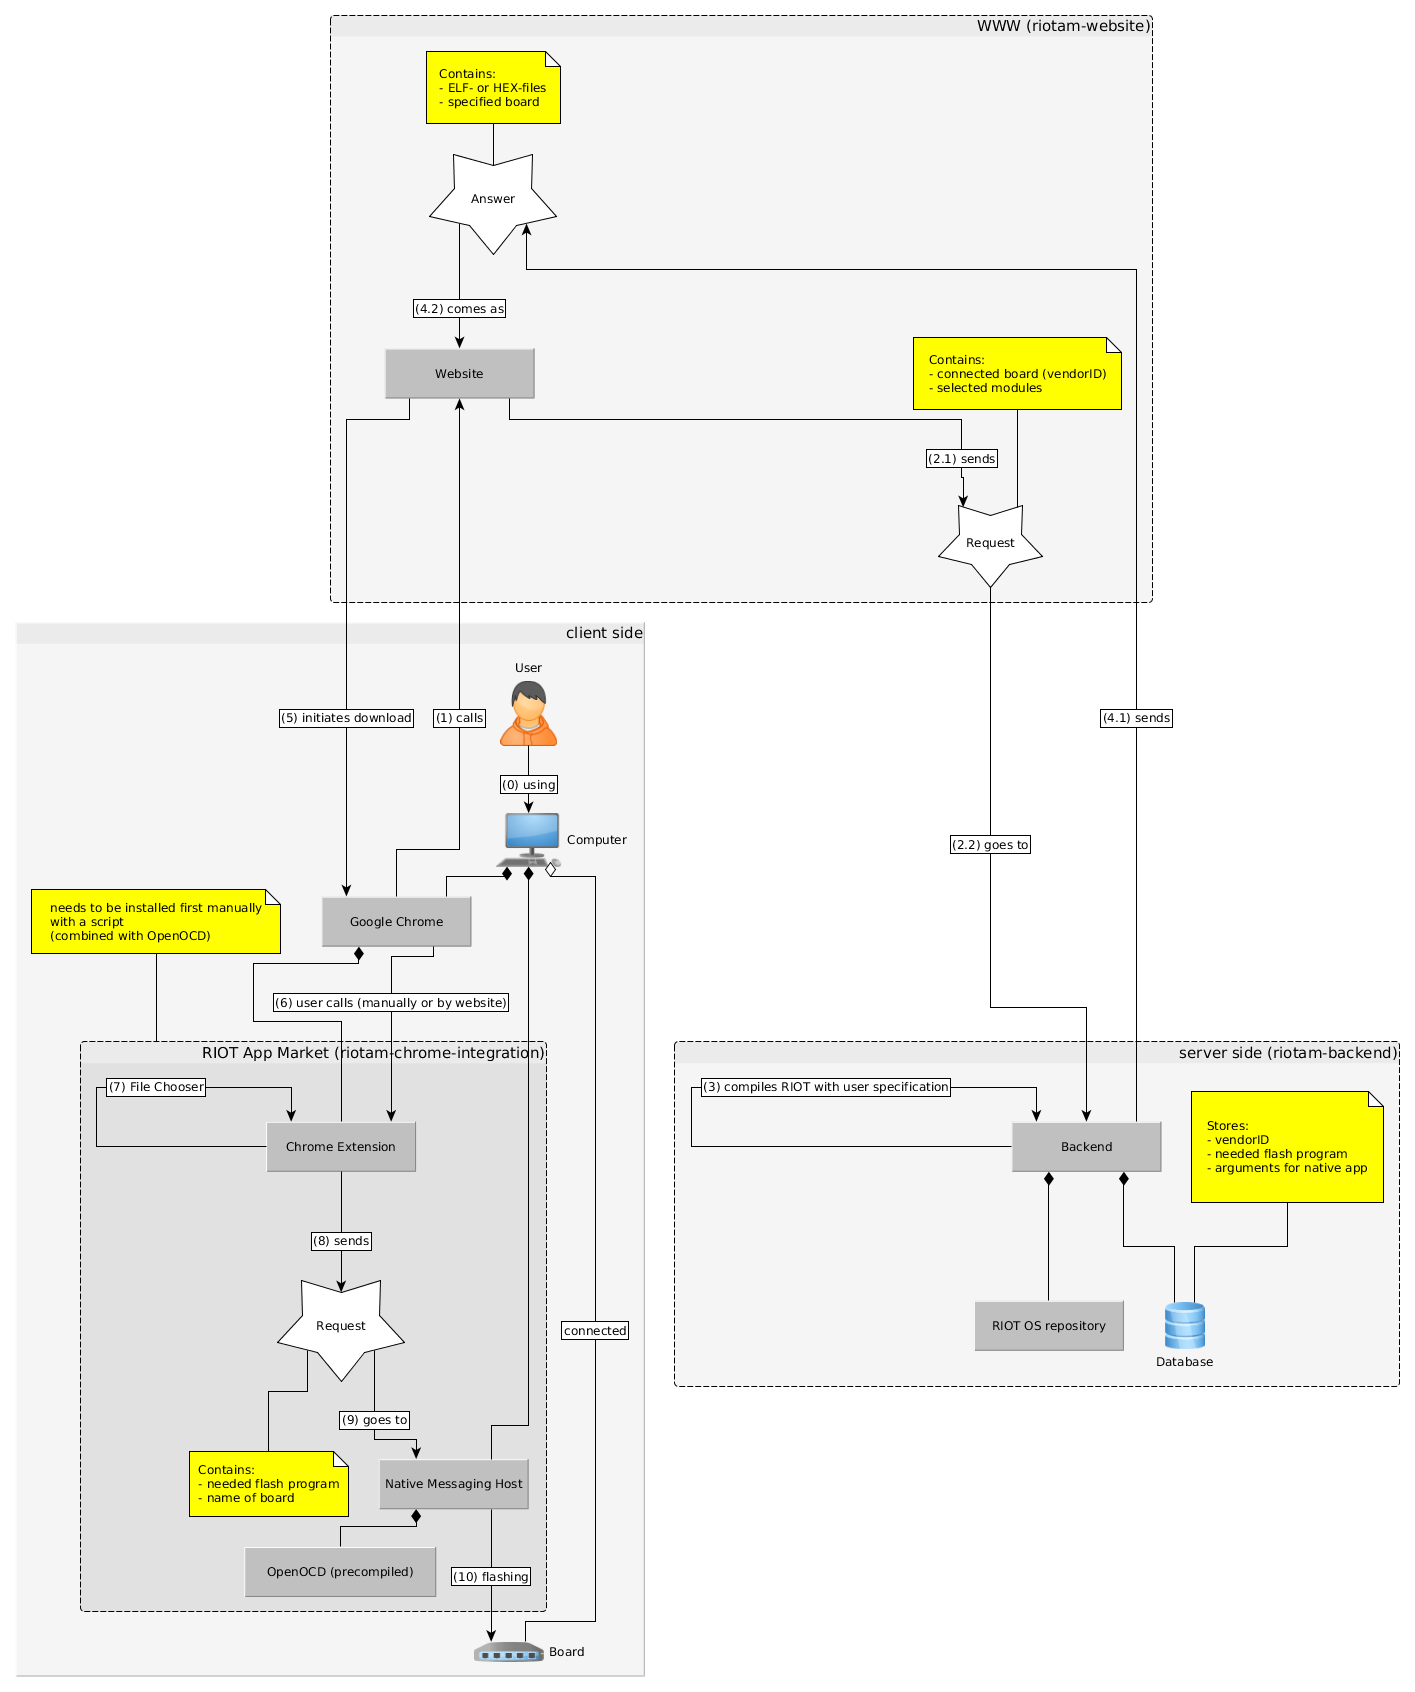 WWW (riotam-website)
Contains:
- ELF- or HEX-files
- specified board
Answer
(4.2) comes as
Website
Contains:
- connected board (vendorID)
- selected modules
(2.1) sends
Request
client side
User
(5) initiates download
(1) calls
(4.1) sends
(0) using
Computer
(2.2) goes to
needs to be installed first manually
with a script
(combined with OpenOCD)
Google Chrome
(6) user calls (manually or by website)
RIOT App Market (riotam-chrome-integration)
(7) File Chooser
Chrome Extension
(8) sends
Request
connected
(9) goes to
Contains:
- needed flash program
- name of board
Native Messaging Host
OpenOCD (precompiled)
(10) flashing
Board
server side (riotam-backend)
(3) compiles RIOT with user specification
Backend
Stores:
- vendorID
- needed flash program
- arguments for native app
RIOT OS repository
Database